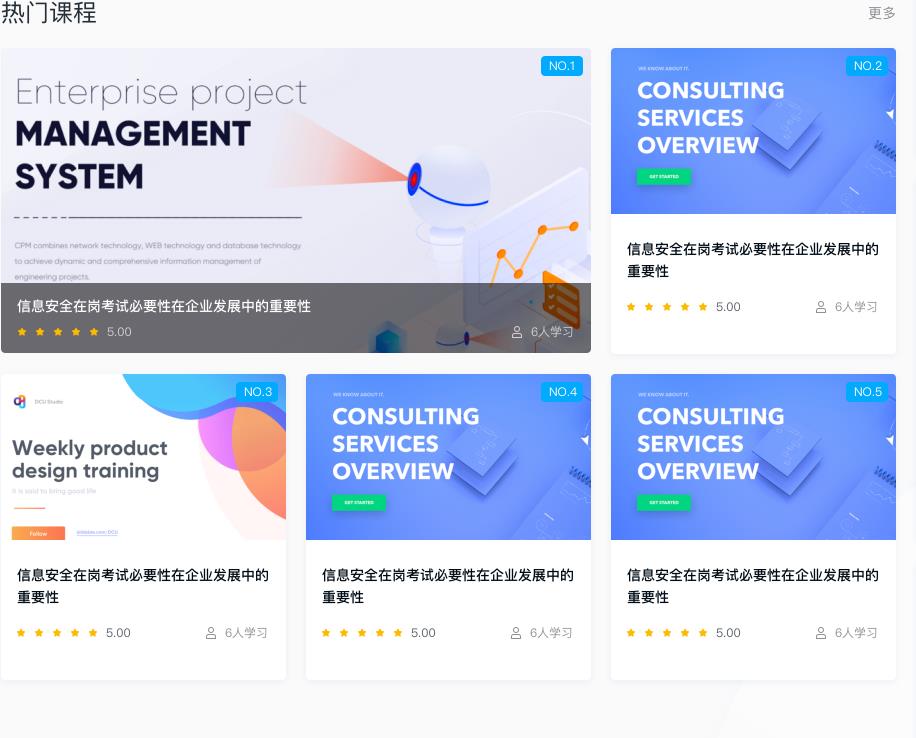 热门课程
更多
NO.1
Enterprise project
MANAGEMENT
SYSTEM
CPM combines network technology, WEB technology and database technology
to achieve dynamic and comprehensive information management of
engineering projects.
信息安全在岗考试必要性在企业发展中的重要性
5.00
6人学习
NO.2
WE KNOW ABOUT IT.
CONSULTING
SERVICES
OVERVIEW
GET STARTED
信息安全在岗考试必要性在企业发展中的
重要性
5.00
6人学习
NO.3
DCU Studio
Weekly product
design training
It is said to bring good life
Follow
信息安全在岗考试必要性在企业发展中的
重要性
5.00
6人学习
NO.4
WE KNOW ABOUT IT.
CONSULTING
SERVICES
OVERVIEW
GET STARTED
信息安全在岗考试必要性在企业发展中的
重要性
5.00
6人学习
NO.5
WE KNOW ABOUT IT.
CONSULTING
SERVICES
OVERVIEW
GET STARTED
信息安全在岗考试必要性在企业发展中的
重要性
5.00
6人学习